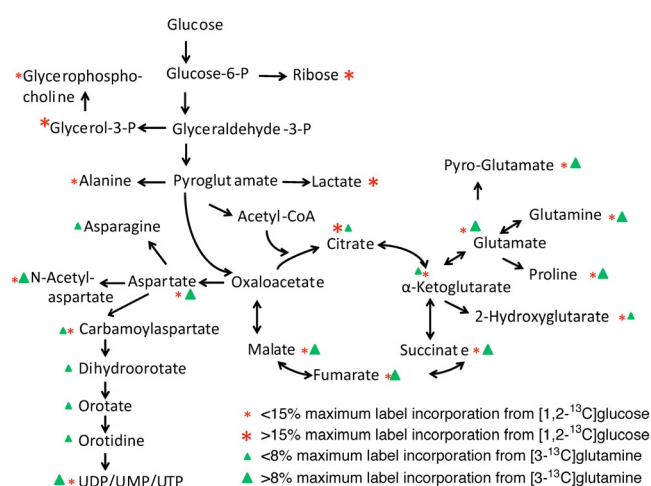 Glucose
*Glycerophospho-
choline
Glucose-6-P
Ribose *
*Glycerol-3-P
Glyceraldehyde -3-P
*Alanine
Pyroglut amate
Lactate *
Pyro-Glutamate *▲
▲Asparagine
Acetyl-CoA
*▲
Citrate
*▲
Glutamate
Glutamine *▲
*▲N-Acetyl-
aspartate
Aspartate
*▲
Oxaloacetate
▲*
α-Ketoglutarate
Proline *▲
▲* Carbamoylaspartate
2-Hydroxyglutarate *▲
Malate *▲
Succinat e *▲
▲ Dihydroorotate
Fumarate *▲
▲ Orotate
▲ Orotidine
▲ * UDP/UMP/UTP
* <15% maximum label incorporation from [1,2-¹³C]glucose
* >15% maximum label incorporation from [1,2-¹³C]glucose
▲ <8% maximum label incorporation from [3-¹³C]glutamine
▲ >8% maximum label incorporation from [3-¹³C]glutamine